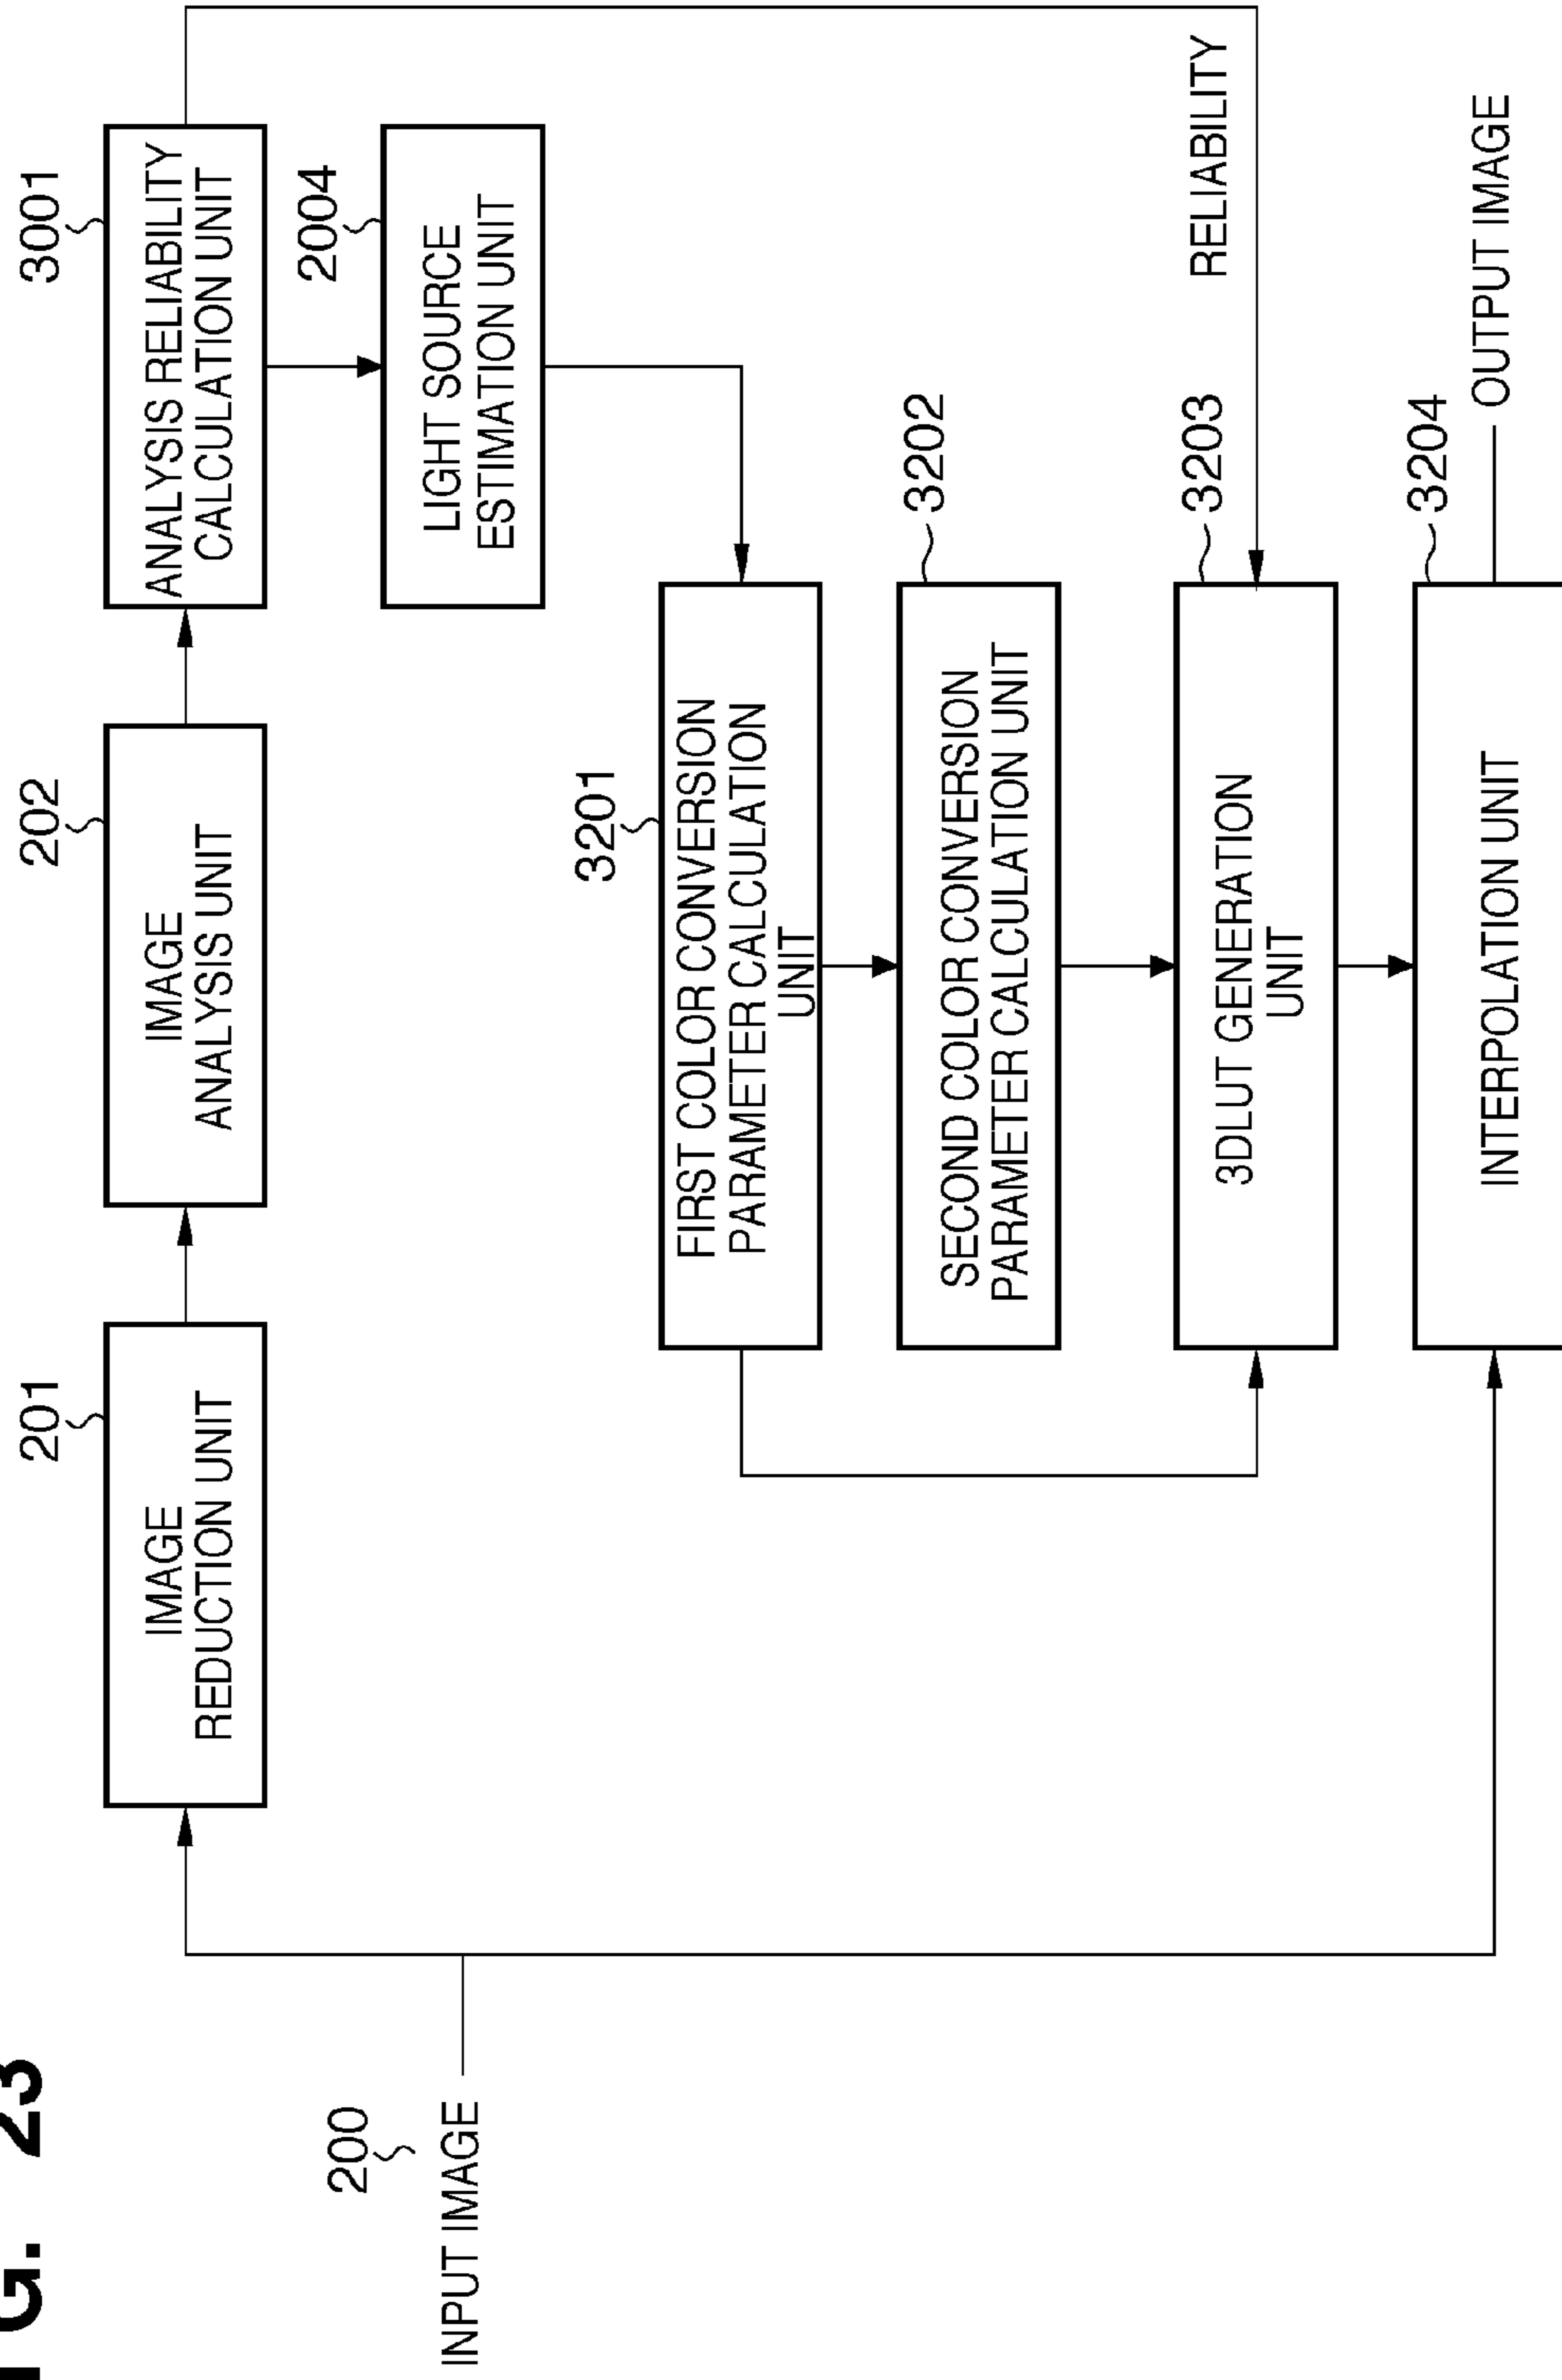 G. 23
200
INPUT IMAGE
201
IMAGE
REDUCTION UNIT
202
IMAGE
ANALYSIS UNIT
3001
ANALYSIS RELIABILITY
CALCULATION UNIT
2004
LIGHT SOURCE
ESTIMATION UNIT
3201
FIRST COLOR CONVERSION
PARAMETER CALCULATION
UNIT
3202
SECOND COLOR CONVERSION
PARAMETER CALCULATION UNIT
RELIABILITY
3203
3DLUT GENERATION
UNIT
3204
INTERPOLATION UNIT
OUTPUT IMAGE